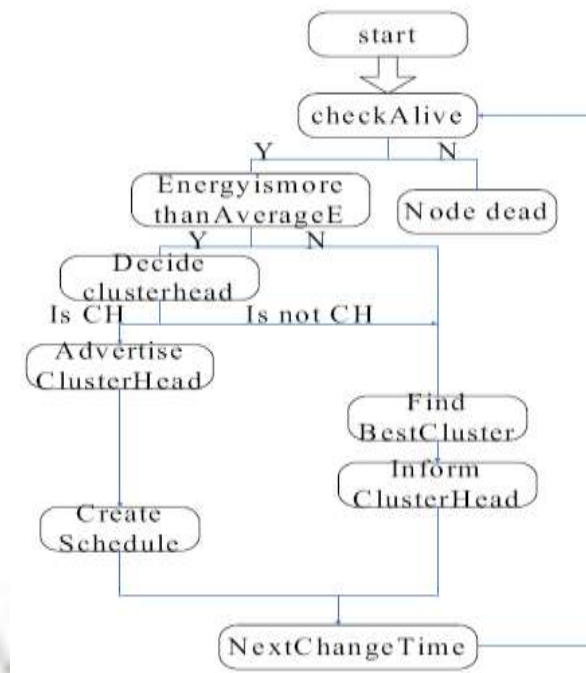 start
checkAlive
Y
N
Energyismore
thanAverageE
Node dead
Y
N
Decide
clusterhead
Is CH
Is not CH
Advertise
ClusterHead
Find
BestCluster
Inform
ClusterHead
Create
Schedule
NextChangeTime